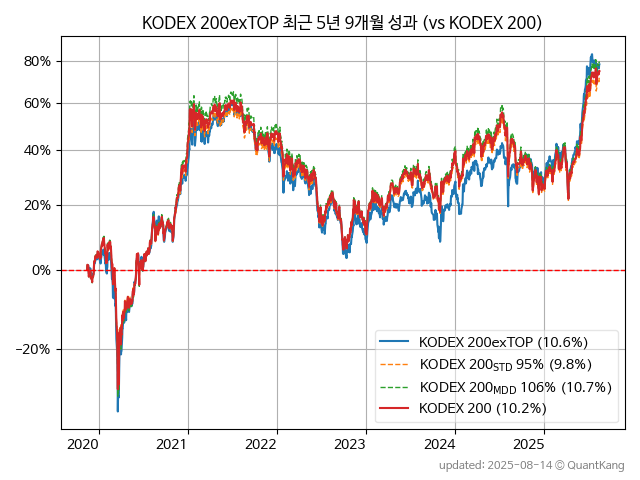 KODEX 200exTOP 최근 5년 9개월 성과 (vs KODEX 200)
80%
60%
40%
20%
0%
−20%
KODEX 200exTOP (10.6%)
KODEX 200STD 95% (9.8%)
KODEX 200MDD 106% (10.7%)
KODEX 200 (10.2%)
2020 2021 2022 2023 2024 2025
updated: 2025-08-14 © QuantKang